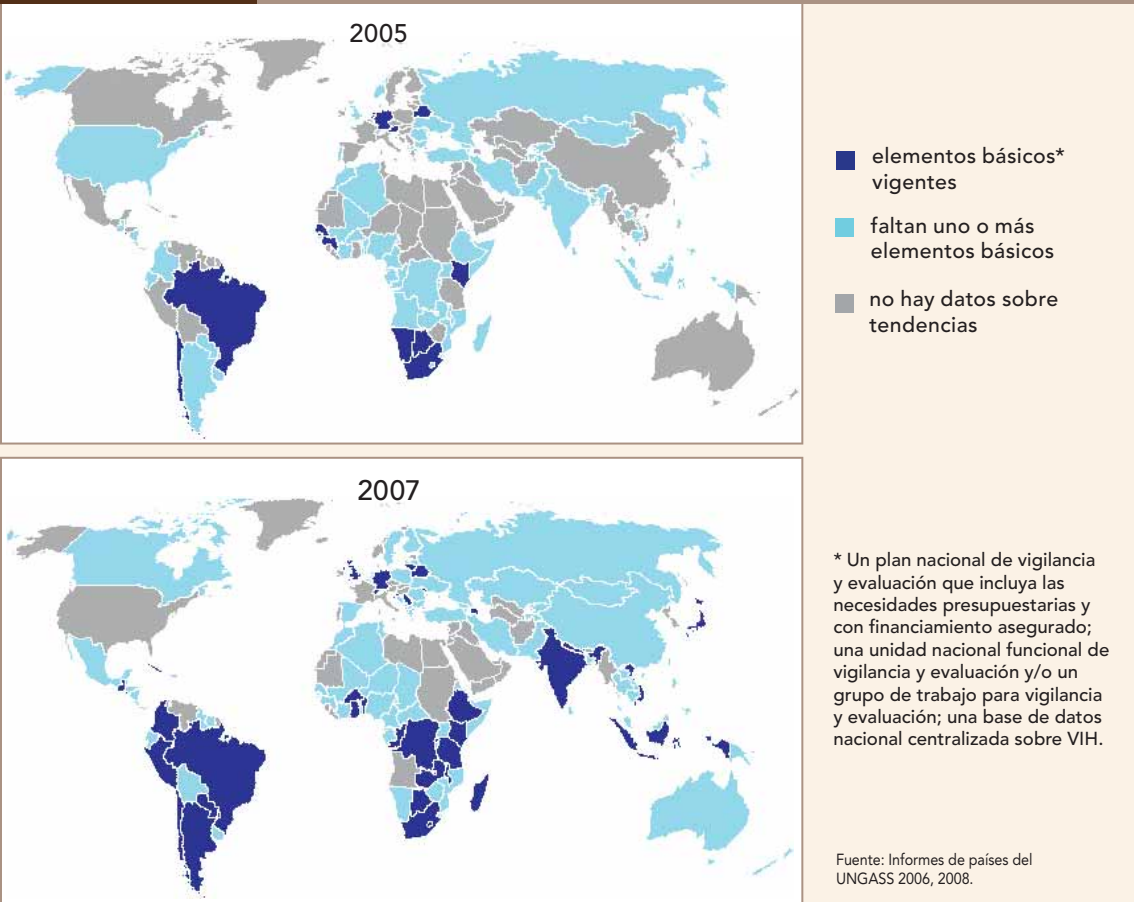 2005
elementos básicos*
vigentes
faltan uno o más
elementos básicos
no hay datos sobre
tendencias
2007
* Un plan nacional de vigilancia
y evaluación que incluya las
necesidades presupuestarias y
con financiamiento asegurado;
una unidad nacional funcional de
vigilancia y evaluación y/o un
grupo de trabajo para vigilancia
y evaluación; una base de datos
nacional centralizada sobre VIH.
Fuente: Informes de países del
UNGASS 2006, 2008.